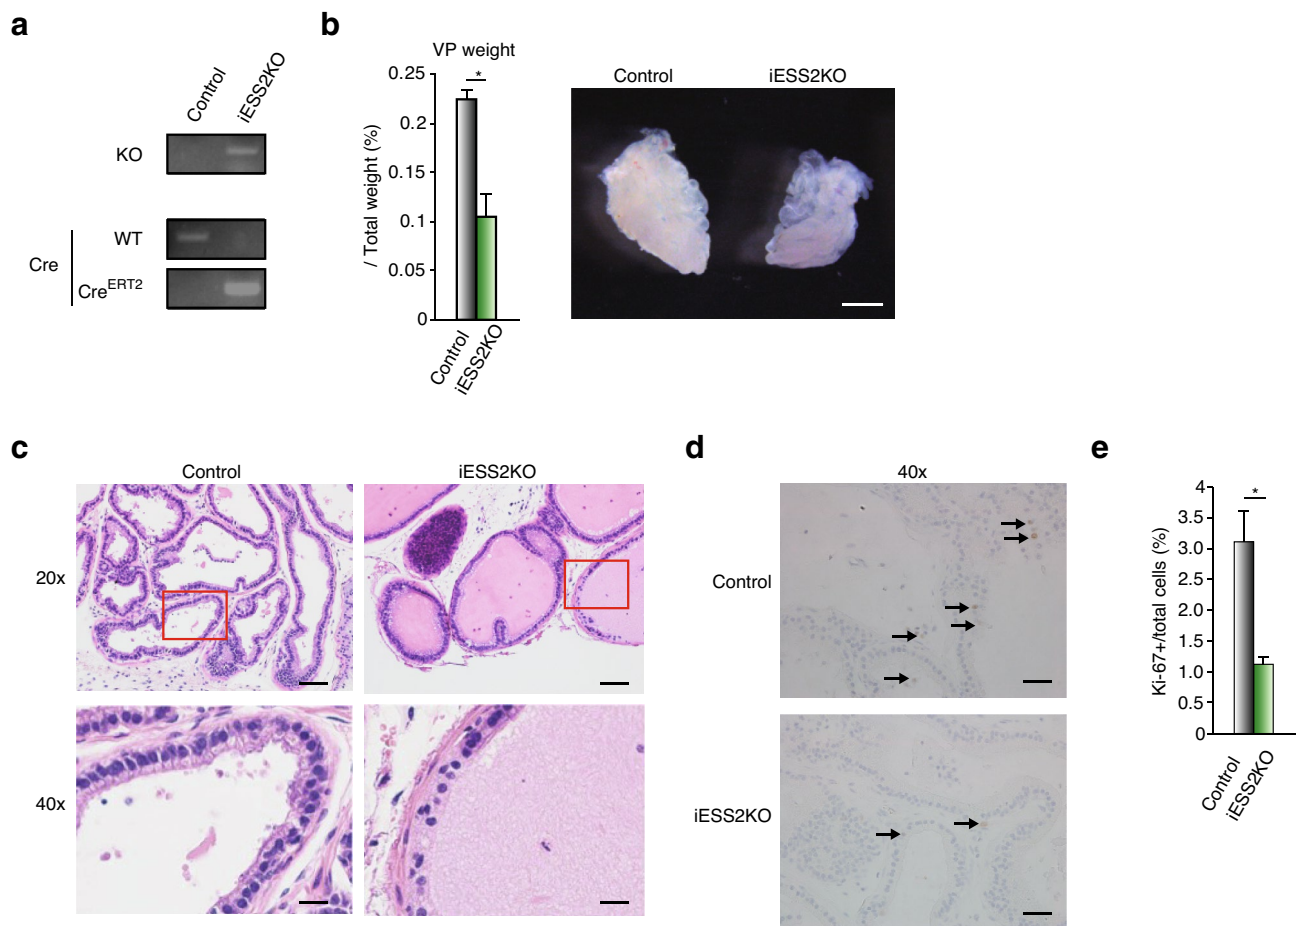 a
Control
iESS2KO
KO
WT
Cre
Cre^ERT2
b
VP weight
/ Total weight (%)
0.25
0.2
0.15
0.1
0.05
0
*
Control
iESS2KO
Control
iESS2KO
c
Control
iESS2KO
20x
40x
d
40x
Control
iESS2KO
e
Ki-67+/total cells (%)
4
3.5
3.0
2.5
2.0
1.5
1.0
0.5
0
*
Control
iESS2KO